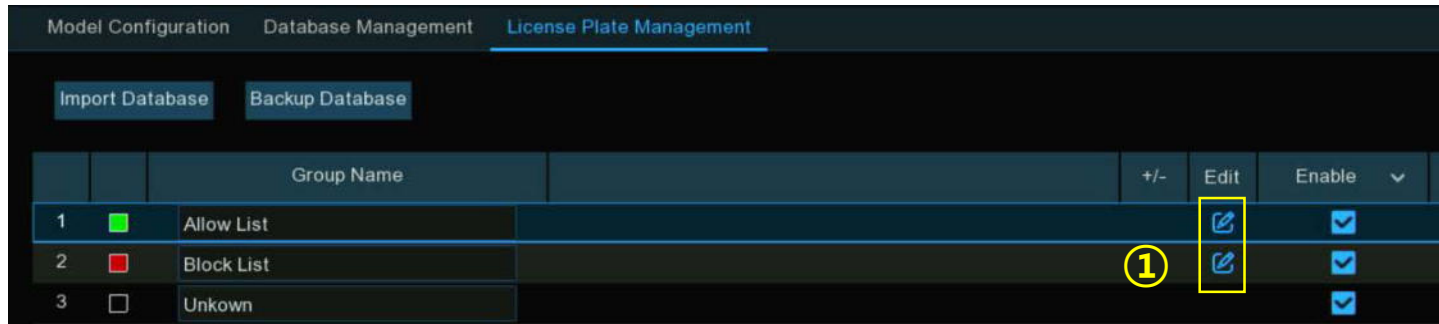 Model Configuration Database Management License Plate Management
Import Database Backup Database
Group Name +/- Edit Enable
1 Allow List
2 Block List
①
3 Unkown